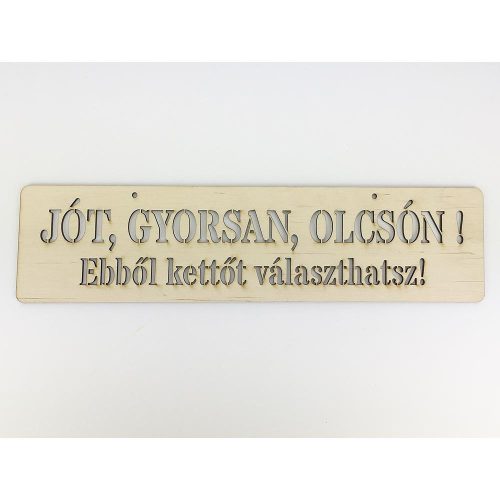 JÓT, GYORSAN, OLCSÓN !
Ebből kettőt választhatsz!